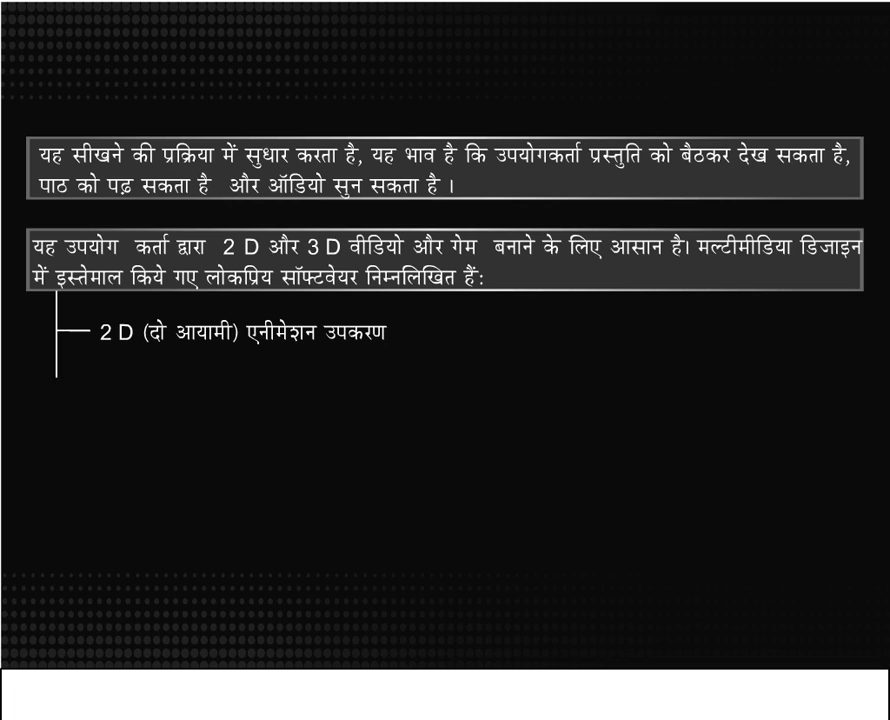 यह सीखने की प्रक्रिया में सुधार करता है, यह भाव है कि उपयोगकर्ता प्रस्तुति को बैठकर देख सकता है,
पाठ को पढ़ सकता है और ऑडियो सुन सकता है ।
यह उपयोग कर्ता द्वारा 2 D और 3 D वीडियो और गेम बनाने के लिए आसान है। मल्टीमीडिया डिजाइन
में इस्तेमाल किये गए लोकप्रिय सॉफ्टवेयर निम्नलिखित हैं:
2 D (दो आयामी) एनीमेशन उपकरण